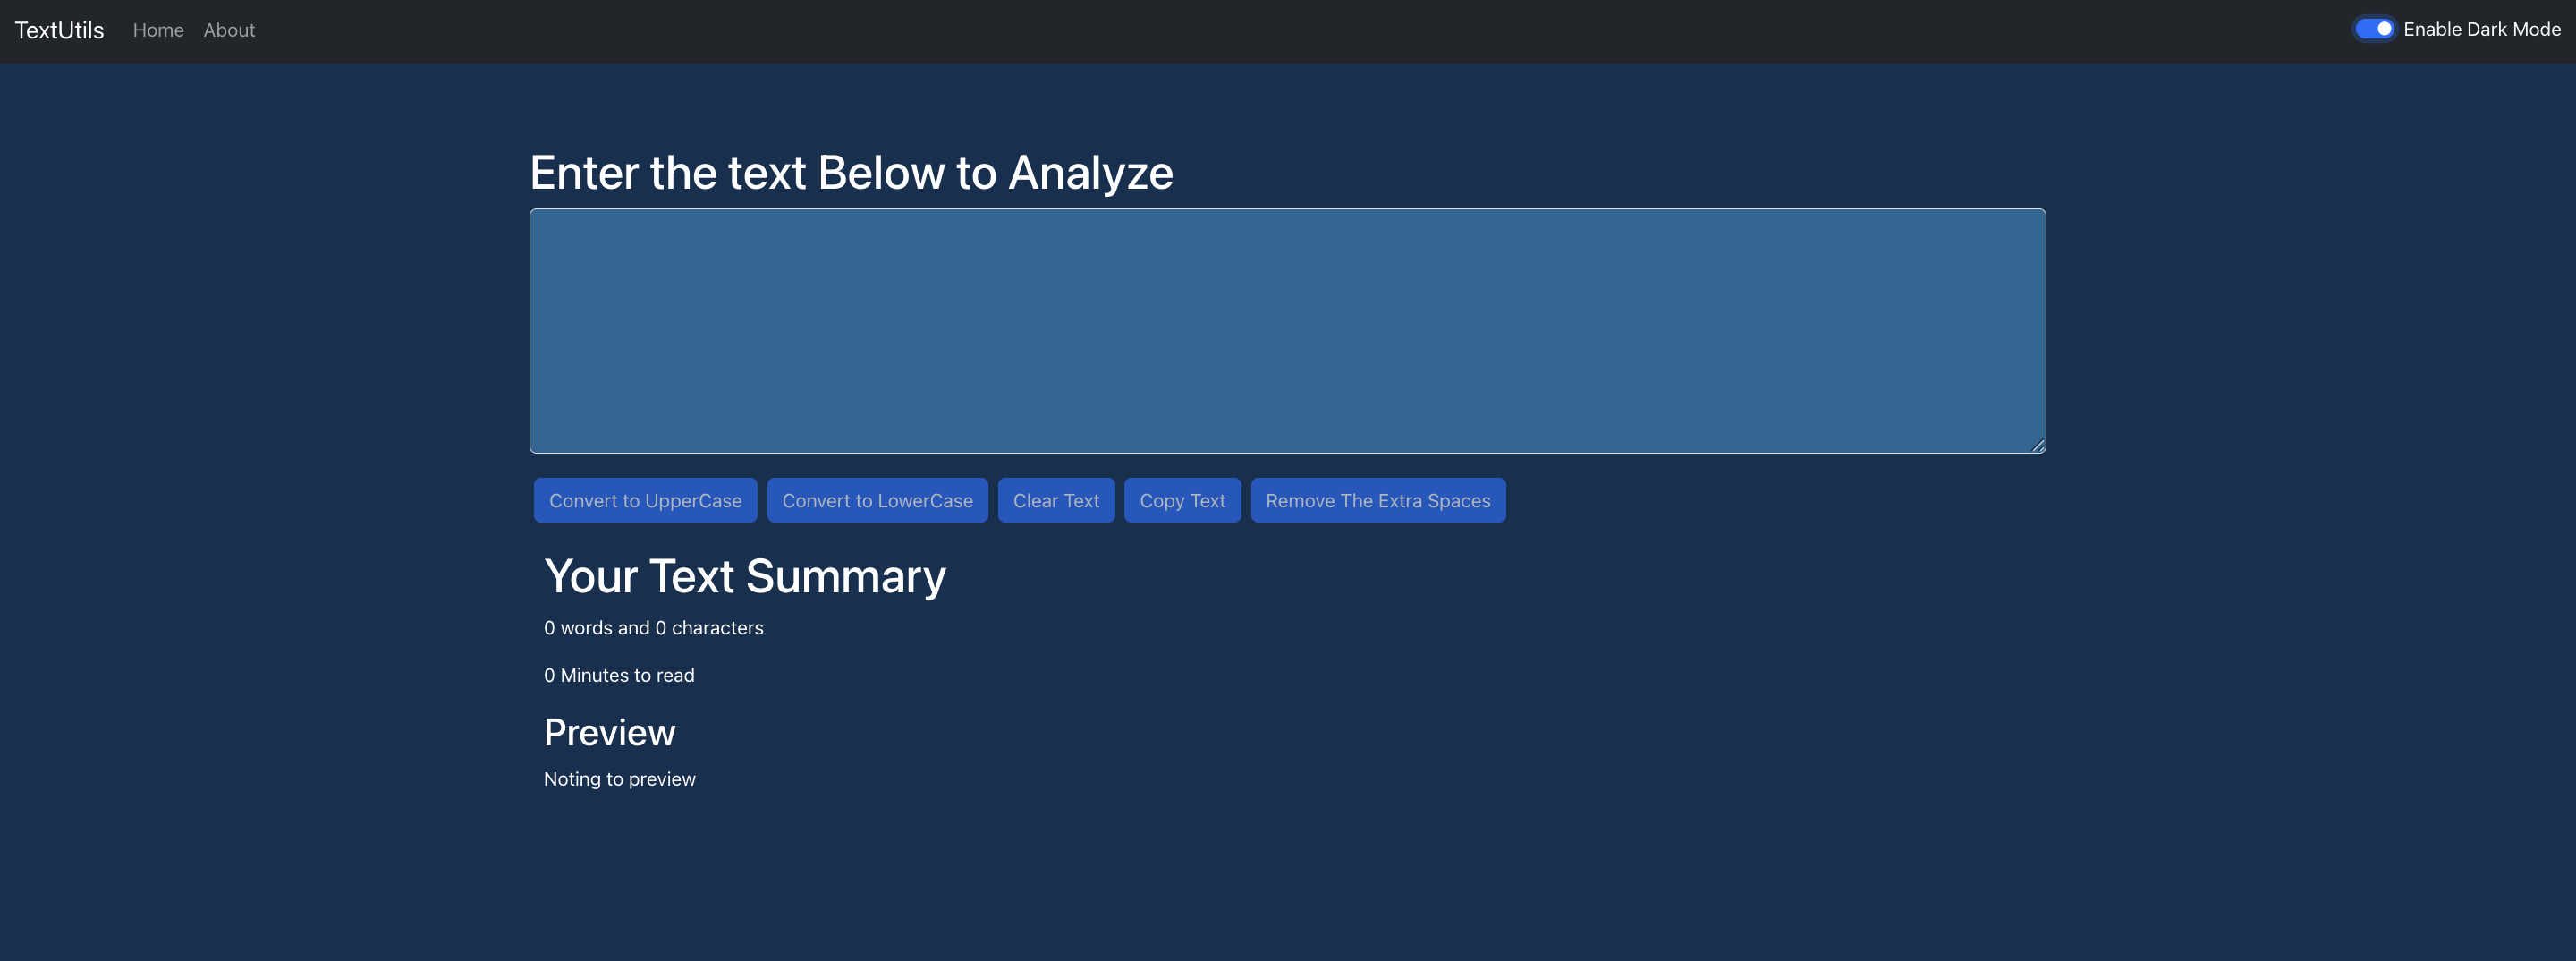 TextUtils Home About Enable Dark Mode
Enter the text Below to Analyze
Convert to UpperCase Convert to LowerCase Clear Text Copy Text Remove The Extra Spaces
Your Text Summary
0 words and 0 characters
0 Minutes to read
Preview
Noting to preview